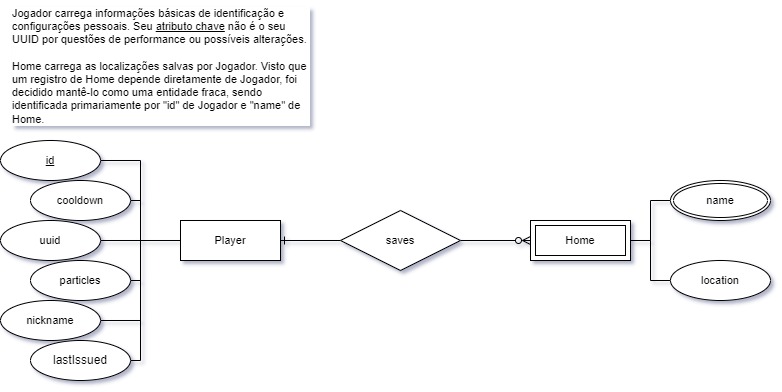 Jogador carrega informações básicas de identificação e
configurações pessoais. Seu atributo chave não é o seu
UUID por questões de performance ou possíveis alterações.
Home carrega as localizações salvas por Jogador. Visto que
um registro de Home depende diretamente de Jogador, foi
decidido mantê-lo como uma entidade fraca, sendo
identificada primariamente por "id" de Jogador e "name" de
Home.
id
cooldown
uuid
particles
nickname
lastIssued
Player
saves
Home
name
location